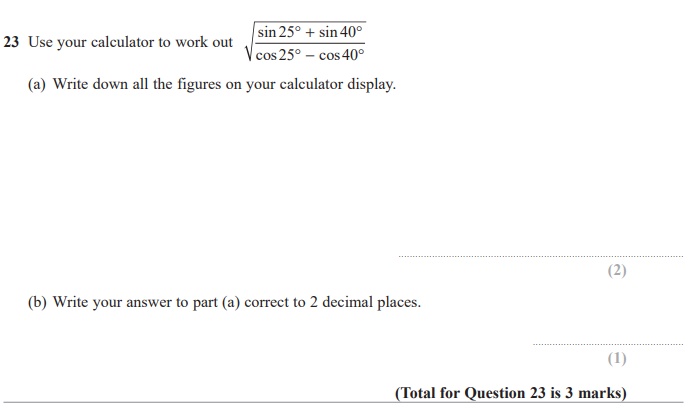 23 Use your calculator to work out √((sin 25° + sin 40°)/(cos 25° – cos 40°))
(a) Write down all the figures on your calculator display.
(2)
(b) Write your answer to part (a) correct to 2 decimal places.
(1)
(Total for Question 23 is 3 marks)